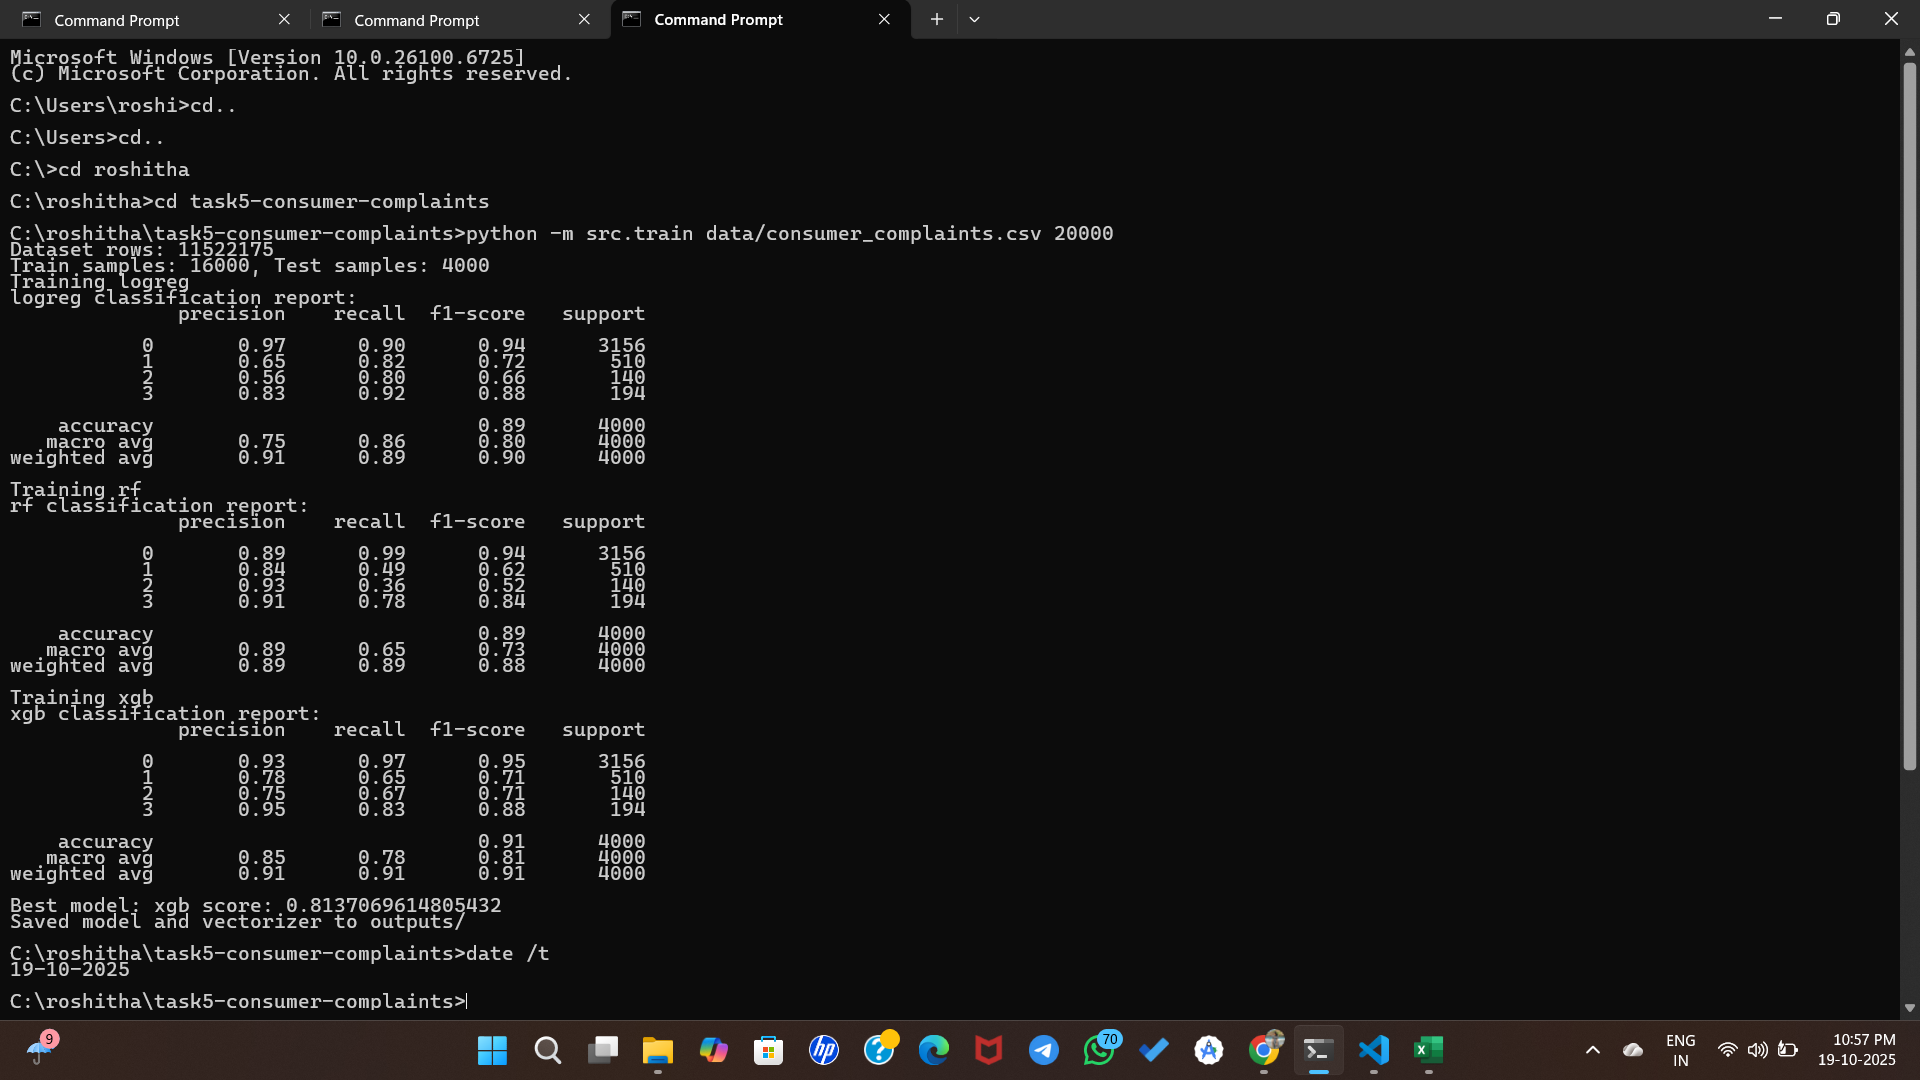 Command Prompt Command Prompt Command Prompt
Microsoft Windows [Version 10.0.26100.6725]
(c) Microsoft Corporation. All rights reserved.
C:\Users\roshi>cd..
C:\Users>cd..
C:\>cd roshitha
C:\roshitha>cd task5-consumer-complaints
C:\roshitha\task5-consumer-complaints>python -m src.train data/consumer_complaints.csv 20000
Dataset rows: 11522175
Train samples: 16000, Test samples: 4000
Training logreg
logreg classification report:
precision recall f1-score support
0 0.97 0.90 0.94 3156
1 0.65 0.82 0.72 510
2 0.56 0.80 0.66 140
3 0.83 0.92 0.88 194
accuracy 0.89 4000
macro avg 0.75 0.86 0.80 4000
weighted avg 0.91 0.89 0.90 4000
Training rf
rf classification report:
precision recall f1-score support
0 0.89 0.99 0.94 3156
1 0.84 0.49 0.62 510
2 0.93 0.36 0.52 140
3 0.91 0.78 0.84 194
accuracy 0.89 4000
macro avg 0.89 0.65 0.73 4000
weighted avg 0.89 0.89 0.88 4000
Training xgb
xgb classification report:
precision recall f1-score support
0 0.93 0.97 0.95 3156
1 0.78 0.65 0.71 510
2 0.75 0.67 0.71 140
3 0.95 0.83 0.88 194
accuracy 0.91 4000
macro avg 0.85 0.78 0.81 4000
weighted avg 0.91 0.91 0.91 4000
Best model: xgb score: 0.8137069614805432
Saved model and vectorizer to outputs/
C:\roshitha\task5-consumer-complaints>date /t
19-10-2025
C:\roshitha\task5-consumer-complaints>
9
hp
?
70
X
ENG
IN
10:57 PM
19-10-2025